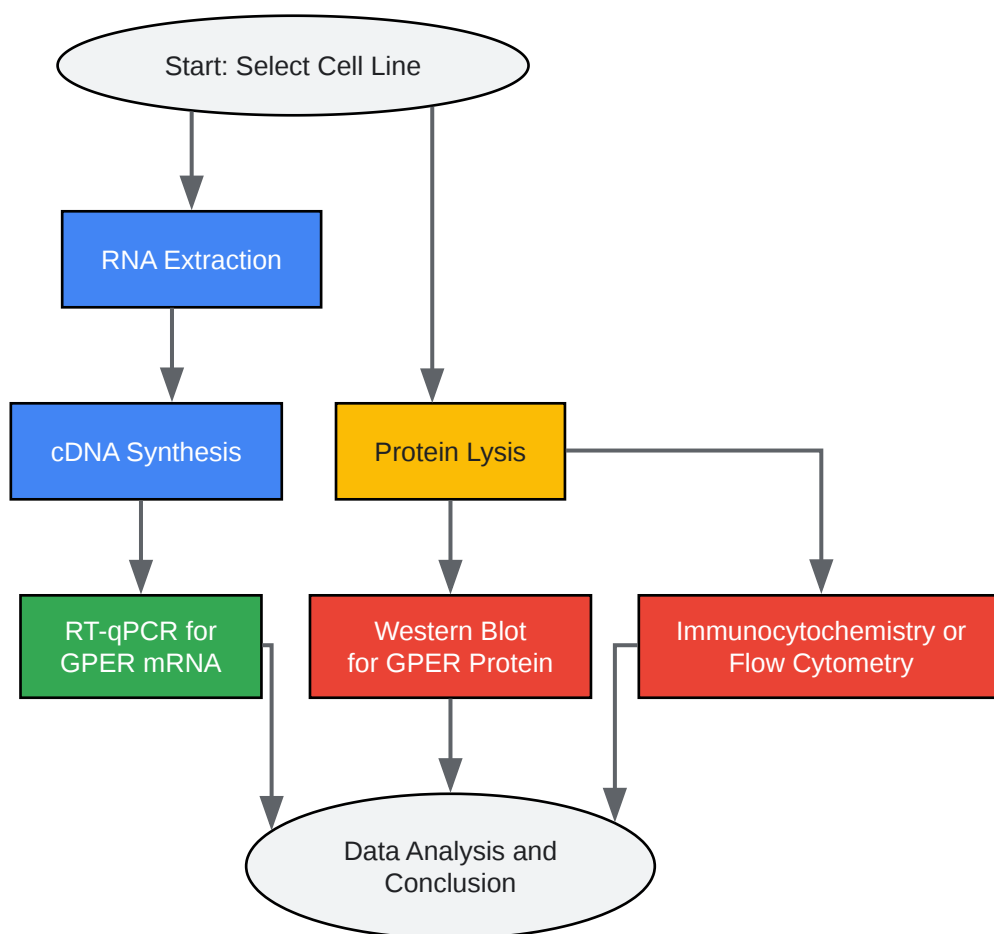 Start: Select Cell Line
RNA Extraction
cDNA Synthesis
Protein Lysis
RT-qPCR for
GPER mRNA
Western Blot
for GPER Protein
Immunocytochemistry or
Flow Cytometry
Data Analysis and
Conclusion